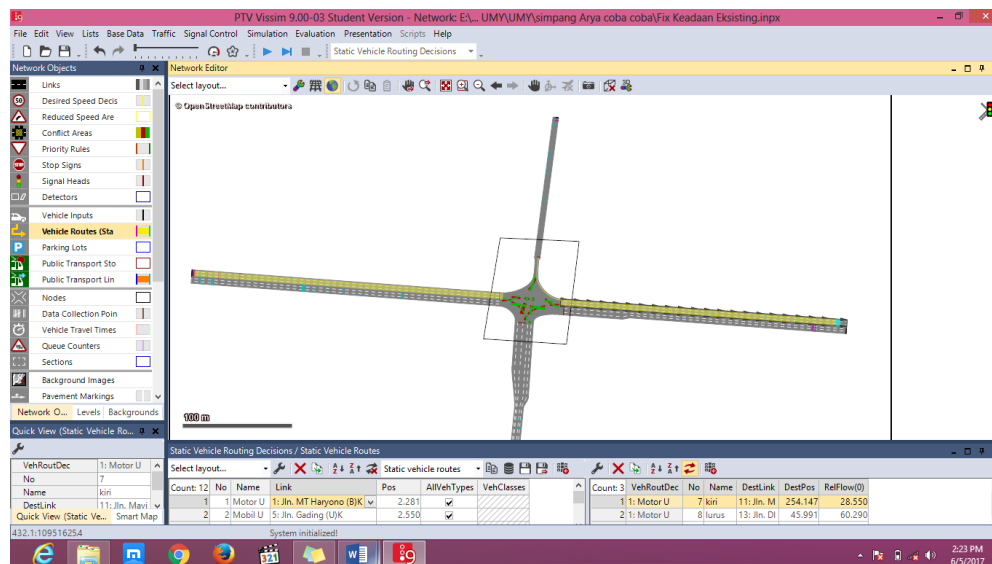 PTV Vissim 9.00-03 Student Version - Network: E:\... UMY\UMY\simpang Arya coba coba\Fix Keadaan Eksisting.inpx
File Edit View Lists Base Data Traffic Signal Control Simulation Evaluation Presentation Scripts Help
Static Vehicle Routing Decisions
Network Objects
Network Editor
Links
Select layout...
Desired Speed Decis
© OpenStreetMap contributors
Reduced Speed Are
Conflict Areas
Priority Rules
Stop Signs
Signal Heads
Detectors
Vehicle Inputs
Vehicle Routes (Sta
Parking Lots
Public Transport Sto
Public Transport Lin
Nodes
Data Collection Poin
Vehicle Travel Times
Queue Counters
Sections
Background Images
Pavement Markings
Network O... Levels Backgrounds
100 m
Quick View (Static Vehicle Ro...
VehRoutDec 1: Motor U
No 7
Name kiri
DestLink 11: Jln. Mavi
Quick View (Static Ve... Smart Map
Static Vehicle Routing Decisions / Static Vehicle Routes
Select layout... Static vehicle routes
Count: 12 No Name Link Pos AllVehTypes VehClasses
1 1 Motor U 1: Jln. MT Haryono (B)K 2.281
2 2 Mobil U 5: Jln. Gading (U)K 2.550
Count: 3 VehRoutDec No Name DestLink DestPos RelFlow(0)
1 1: Motor U 7 kiri 11: Jln. M 254.147 28.550
2 1: Motor U 8 lurus 13: Jln. DI 45.991 60.290
432.1:10951625.4 System initialized!
321
2:23 PM
6/5/2017